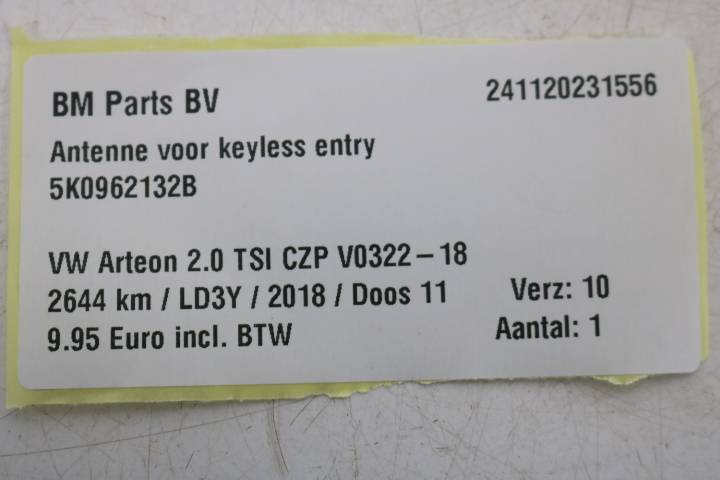 BM Parts BV 241120231556
Antenne voor keyless entry
5K0962132B
VW Arteon 2.0 TSI CZP V0322-18
2644 km / LD3Y / 2018 / Doos 11 Verz: 10
9.95 Euro incl. BTW Aantal: 1